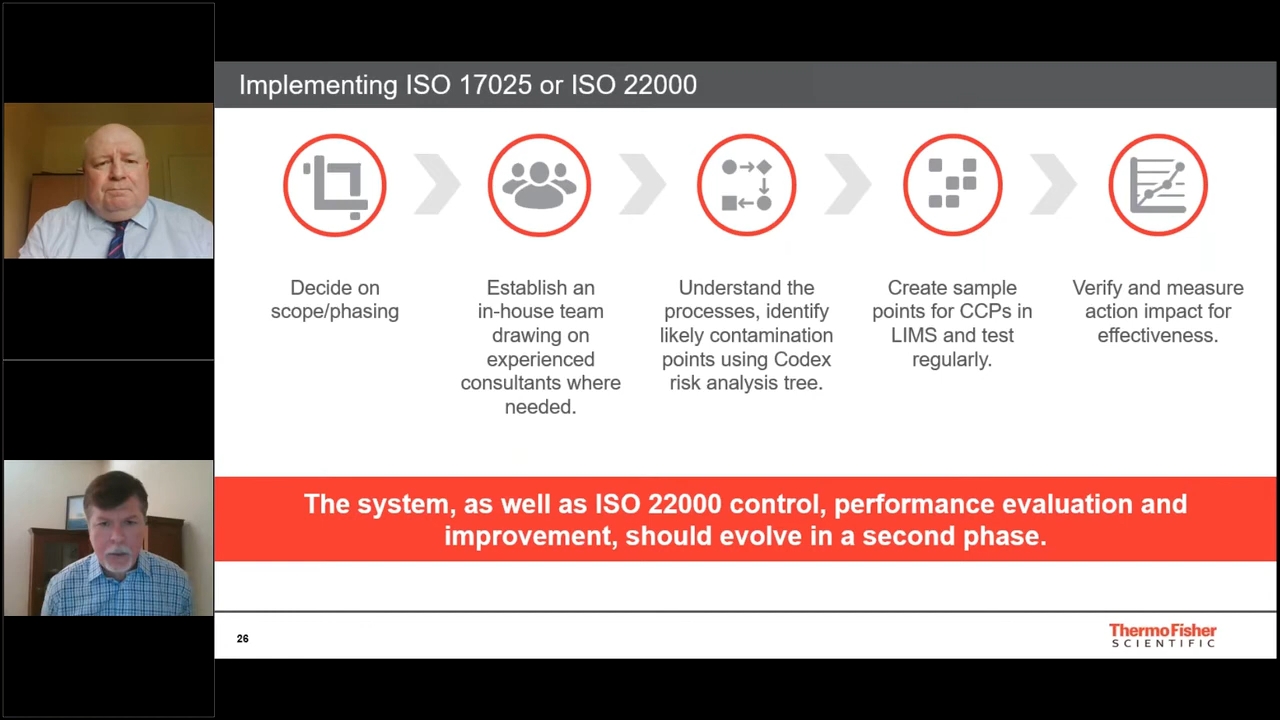 Implementing ISO 17025 or ISO 22000
Decide on
scope/phasing
Establish an
in-house team
drawing on
experienced
consultants where
needed.
Understand the
processes, identify
likely contamination
points using Codex
risk analysis tree.
Create sample
points for CCPs in
LIMS and test
regularly.
Verify and measure
action impact for
effectiveness.
The system, as well as ISO 22000 control, performance evaluation and
improvement, should evolve in a second phase.
26
ThermoFisher
SCIENTIFIC